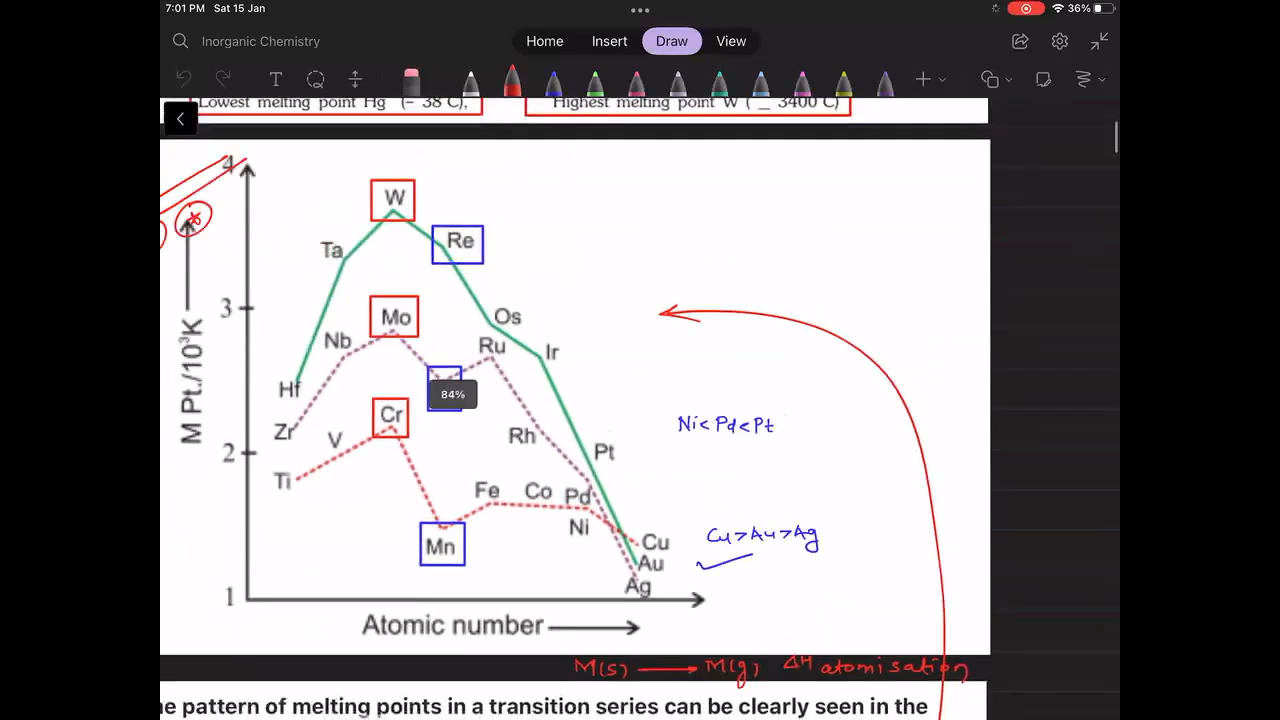 7:01 PM Sat 15 Jan
36%
Inorganic Chemistry
Home Insert Draw View
Lowest melting point Hg (– 38 C), Highest melting point W ( _ 3400 C)
4
W
Re
Ta
M Pt./10³K
3
Mo
Os
Nb
Ru
Ir
Hf
84%
Cr
Ni<Pd<Pt
Zr
V
Rh
2
Pt
Ti
Fe Co Pd
Ni
Mn
Cu
Cu>Au>Ag
Au
Ag
1
Atomic number
M(s) → M(g), ΔH atomisation
ne pattern of melting points in a transition series can be clearly seen in the